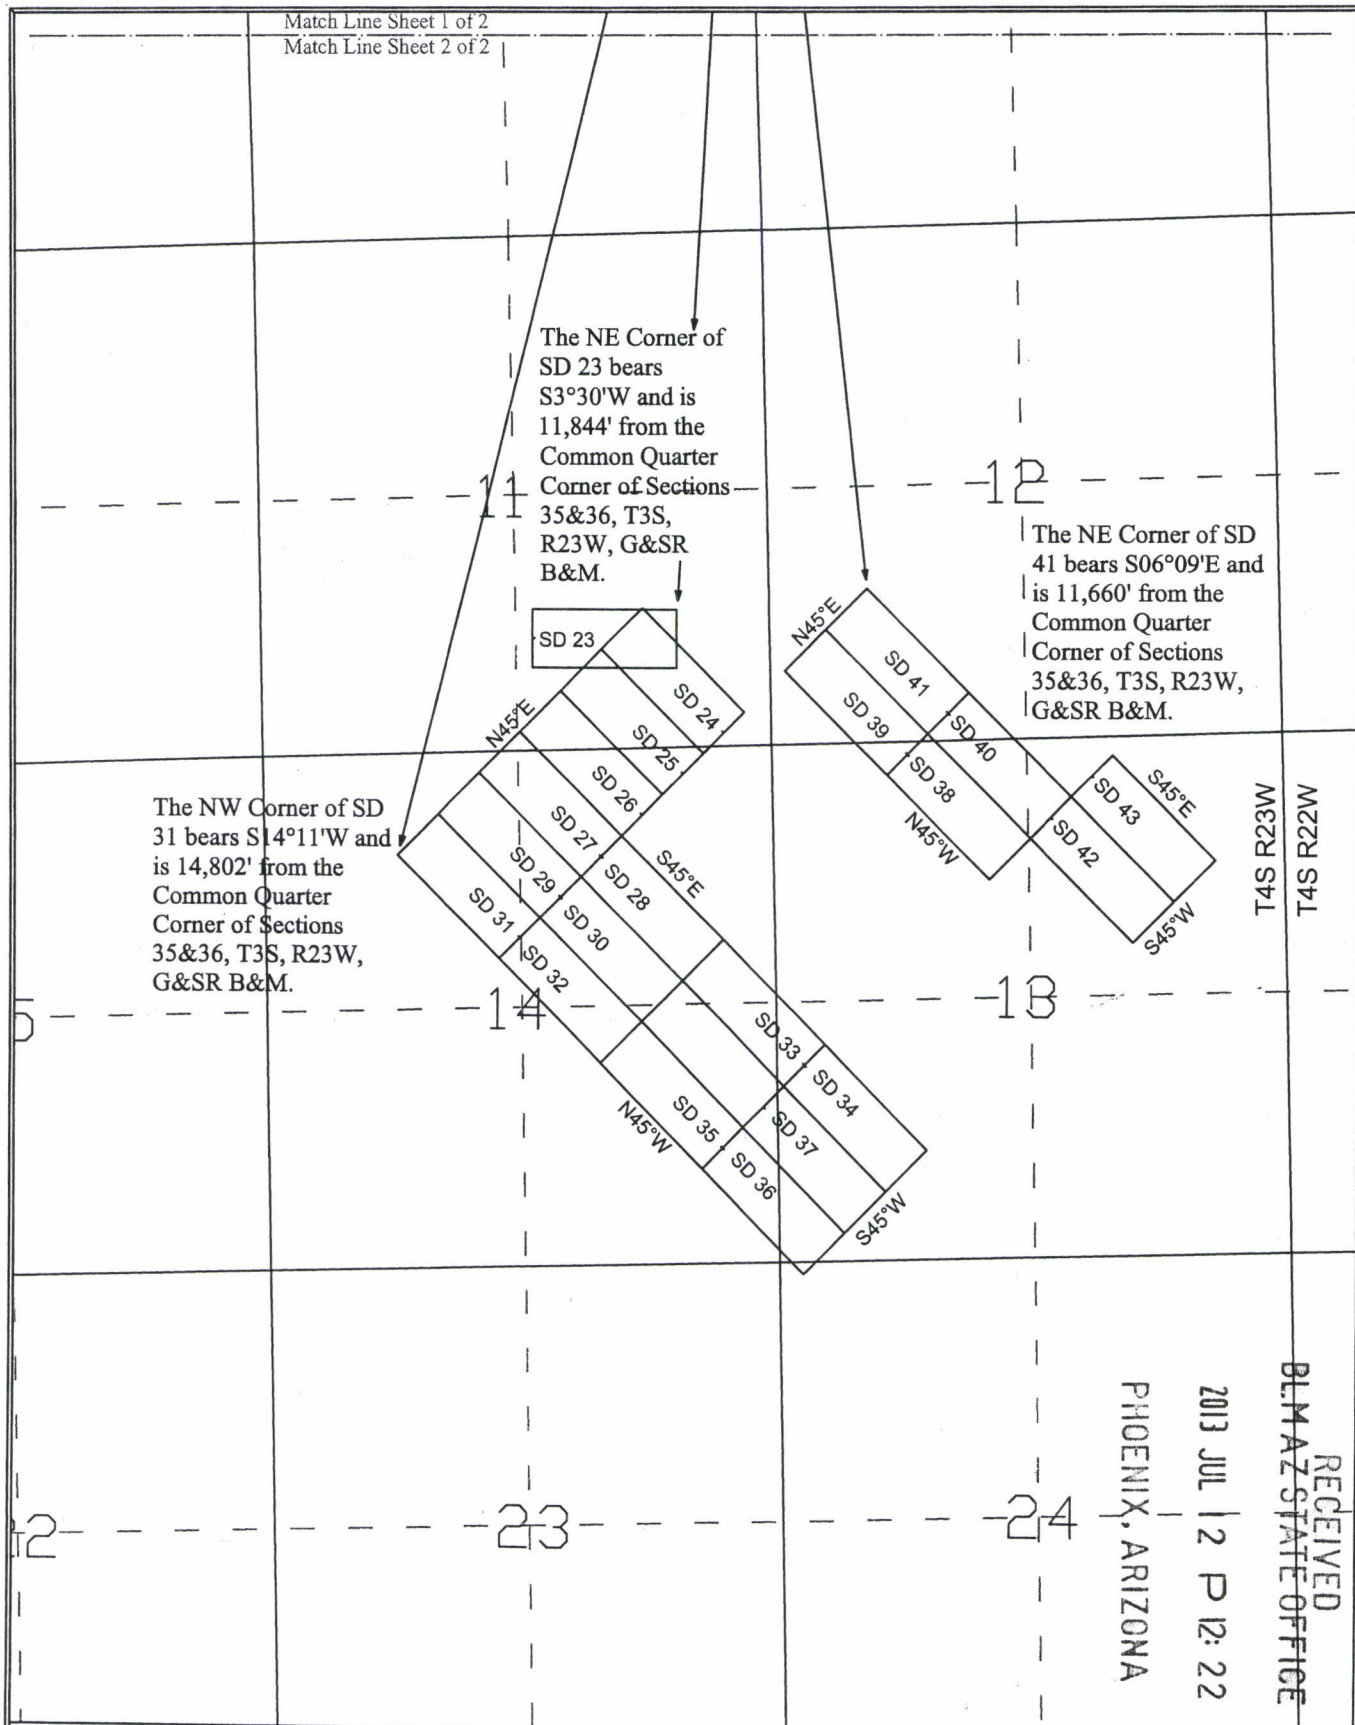 Match Line Sheet 1 of 2
Match Line Sheet 2 of 2
The NE Corner of
SD 23 bears
S3°30'W and is
11,844' from the
Common Quarter
Corner of Sections
35&36, T3S,
R23W, G&SR
B&M.
11
12
The NE Corner of SD
41 bears S06°09'E and
is 11,660' from the
Common Quarter
Corner of Sections
35&36, T3S, R23W,
G&SR B&M.
SD 23
N45°E
SD 24
SD 25
SD 26
SD 27
SD 28
SD 29
SD 30
SD 31
SD 32
N45°E
S45°E
N45°E
SD 41
SD 39
SD 40
SD 38
N45°W
SD 43
SD 42
S45°E
S45°W
The NW Corner of SD
31 bears S14°11'W and
is 14,802' from the
Common Quarter
Corner of Sections
35&36, T3S, R23W,
G&SR B&M.
T4S R23W
T4S R22W
14
13
SD 33
SD 34
SD 35
SD 37
SD 36
N45°W
S45°W
23
24
RECEIVED
BLM AZ STATE OFFICE
2013 JUL 12 P 12:22
PHOENIX, ARIZONA